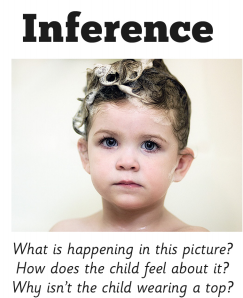 Inference
What is happening in this picture?
How does the child feel about it?
Why isn't the child wearing a top?